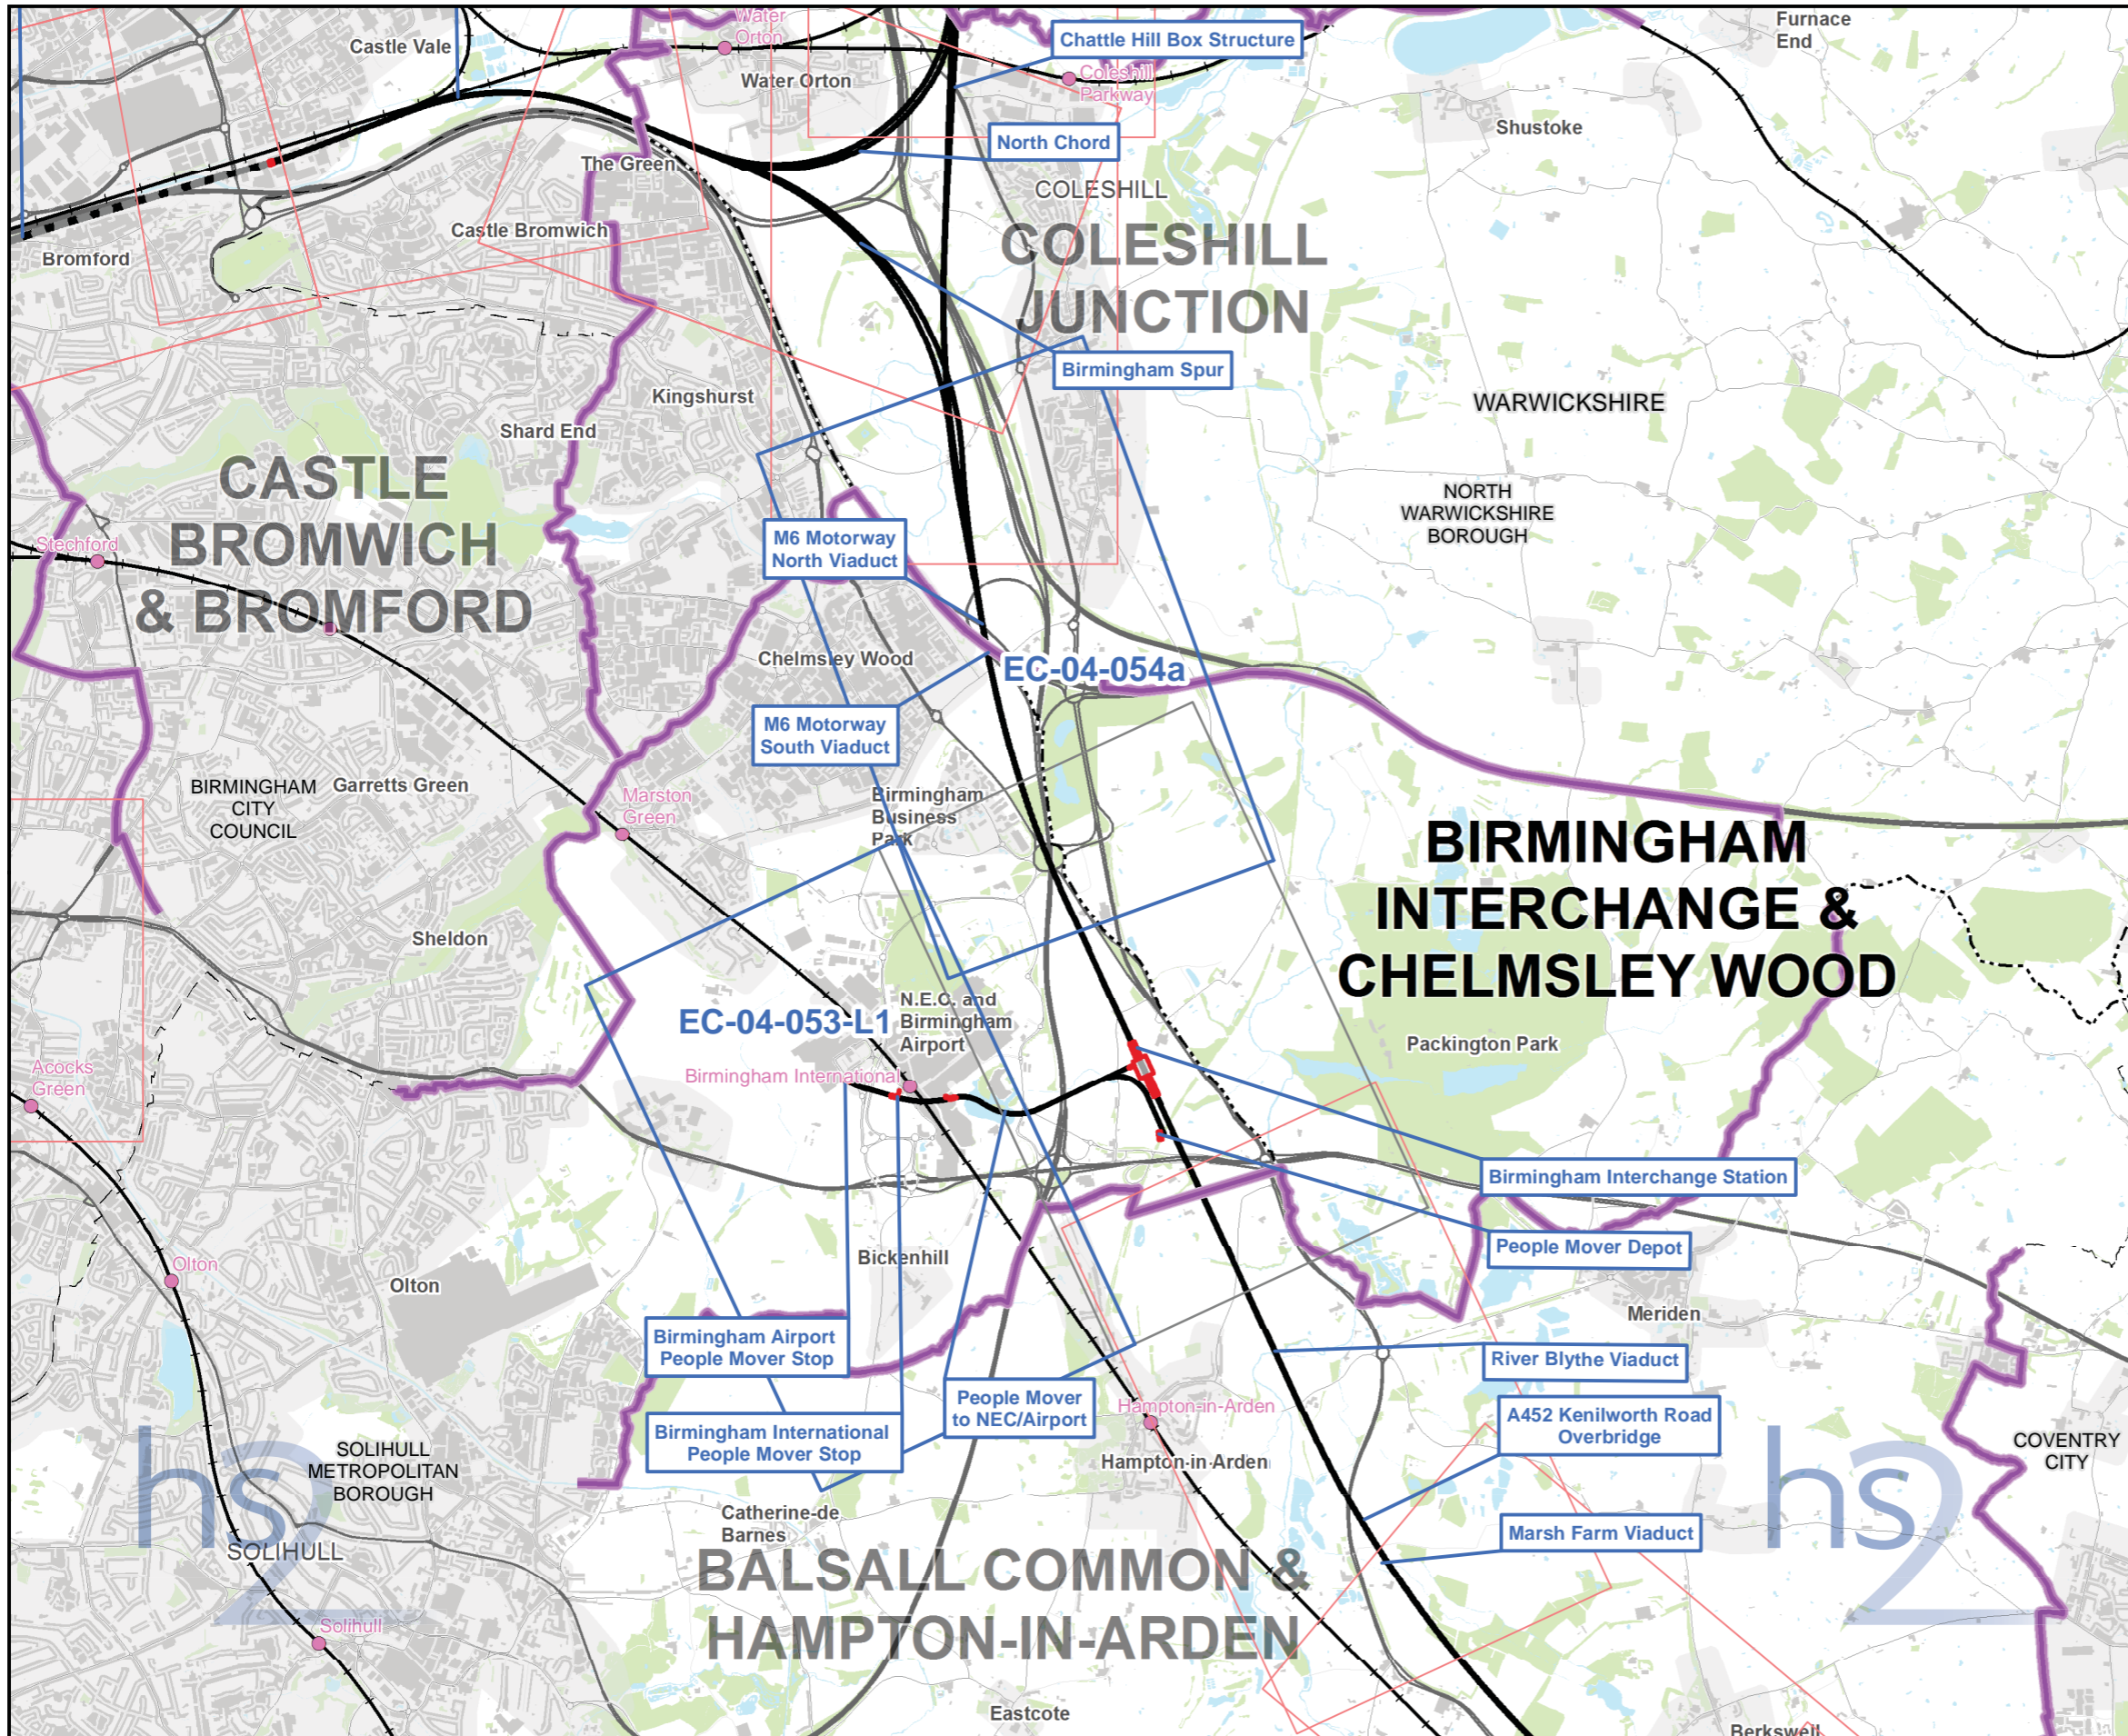 Water
Orton
Furnace
End
Castle Vale
Chattle Hill Box Structure
Water Orton
Coleshill
Parkway
North Chord
Shustoke
The Green
COLESHILL
Castle Bromwich
COLESHILL
JUNCTION
Bromford
Birmingham Spur
Kingshurst
WARWICKSHIRE
Shard End
CASTLE
BROMWICH
& BROMFORD
NORTH
WARWICKSHIRE
BOROUGH
Stechford
M6 Motorway
North Viaduct
Chelmsley Wood
EC-04-054a
M6 Motorway
South Viaduct
BIRMINGHAM
CITY
COUNCIL
Garretts Green
Marston
Green
Birmingham
Business
Park
BIRMINGHAM
INTERCHANGE &
CHELMSLEY WOOD
Sheldon
EC-04-053-L1
N.E.C. and
Birmingham
Airport
Packington Park
Acocks
Green
Birmingham International
Birmingham Interchange Station
People Mover Depot
Bickenhill
Olton
Olton
Meriden
Birmingham Airport
People Mover Stop
River Blythe Viaduct
People Mover
to NEC/Airport
Hampton-in-Arden
A452 Kenilworth Road
Overbridge
Birmingham International
People Mover Stop
SOLIHULL
METROPOLITAN
BOROUGH
Hampton-in-Arden
COVENTRY
CITY
hs2
hs2
Catherine-de
Barnes
Marsh Farm Viaduct
SOLIHULL
BALSALL COMMON &
HAMPTON-IN-ARDEN
Solihull
Eastcote
Berkswell